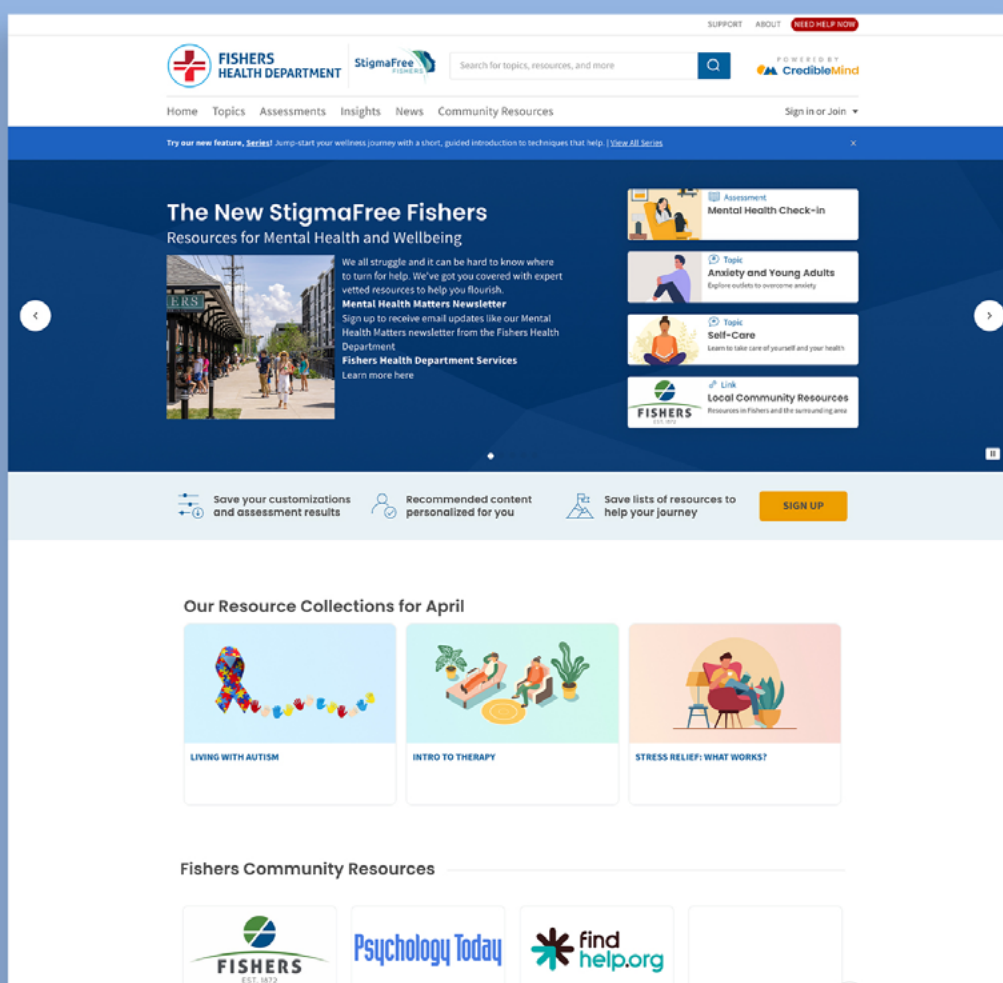 SUPPORT ABOUT NEED HELP NOW
FISHERS
HEALTH DEPARTMENT
StigmaFree
FISHERS
Search for topics, resources, and more
POWERED BY
CredibleMind
Home Topics Assessments Insights News Community Resources Sign in or Join
Try our new feature, Series! Jump-start your wellness journey with a short, guided introduction to techniques that help. | View All Series
The New StigmaFree Fishers
Resources for Mental Health and Wellbeing
ERS
We all struggle and it can be hard to know where
to turn for help. We've got you covered with expert
vetted resources to help you flourish.
Mental Health Matters Newsletter
Sign up to receive email updates like our Mental
Health Matters newsletter from the Fishers Health
Department
Fishers Health Department Services
Learn more here
Assessment
Mental Health Check-in
Topic
Anxiety and Young Adults
Explore outlets to overcome anxiety
Topic
Self-Care
Learn to take care of yourself and your health
FISHERS
EST. 1872
Link
Local Community Resources
Resources in Fishers and the surrounding area
Save your customizations
and assessment results
Recommended content
personalized for you
Save lists of resources to
help your journey
SIGN UP
Our Resource Collections for April
LIVING WITH AUTISM
INTRO TO THERAPY
STRESS RELIEF: WHAT WORKS?
Fishers Community Resources
FISHERS
EST. 1872
Psychology Today
find
help.org